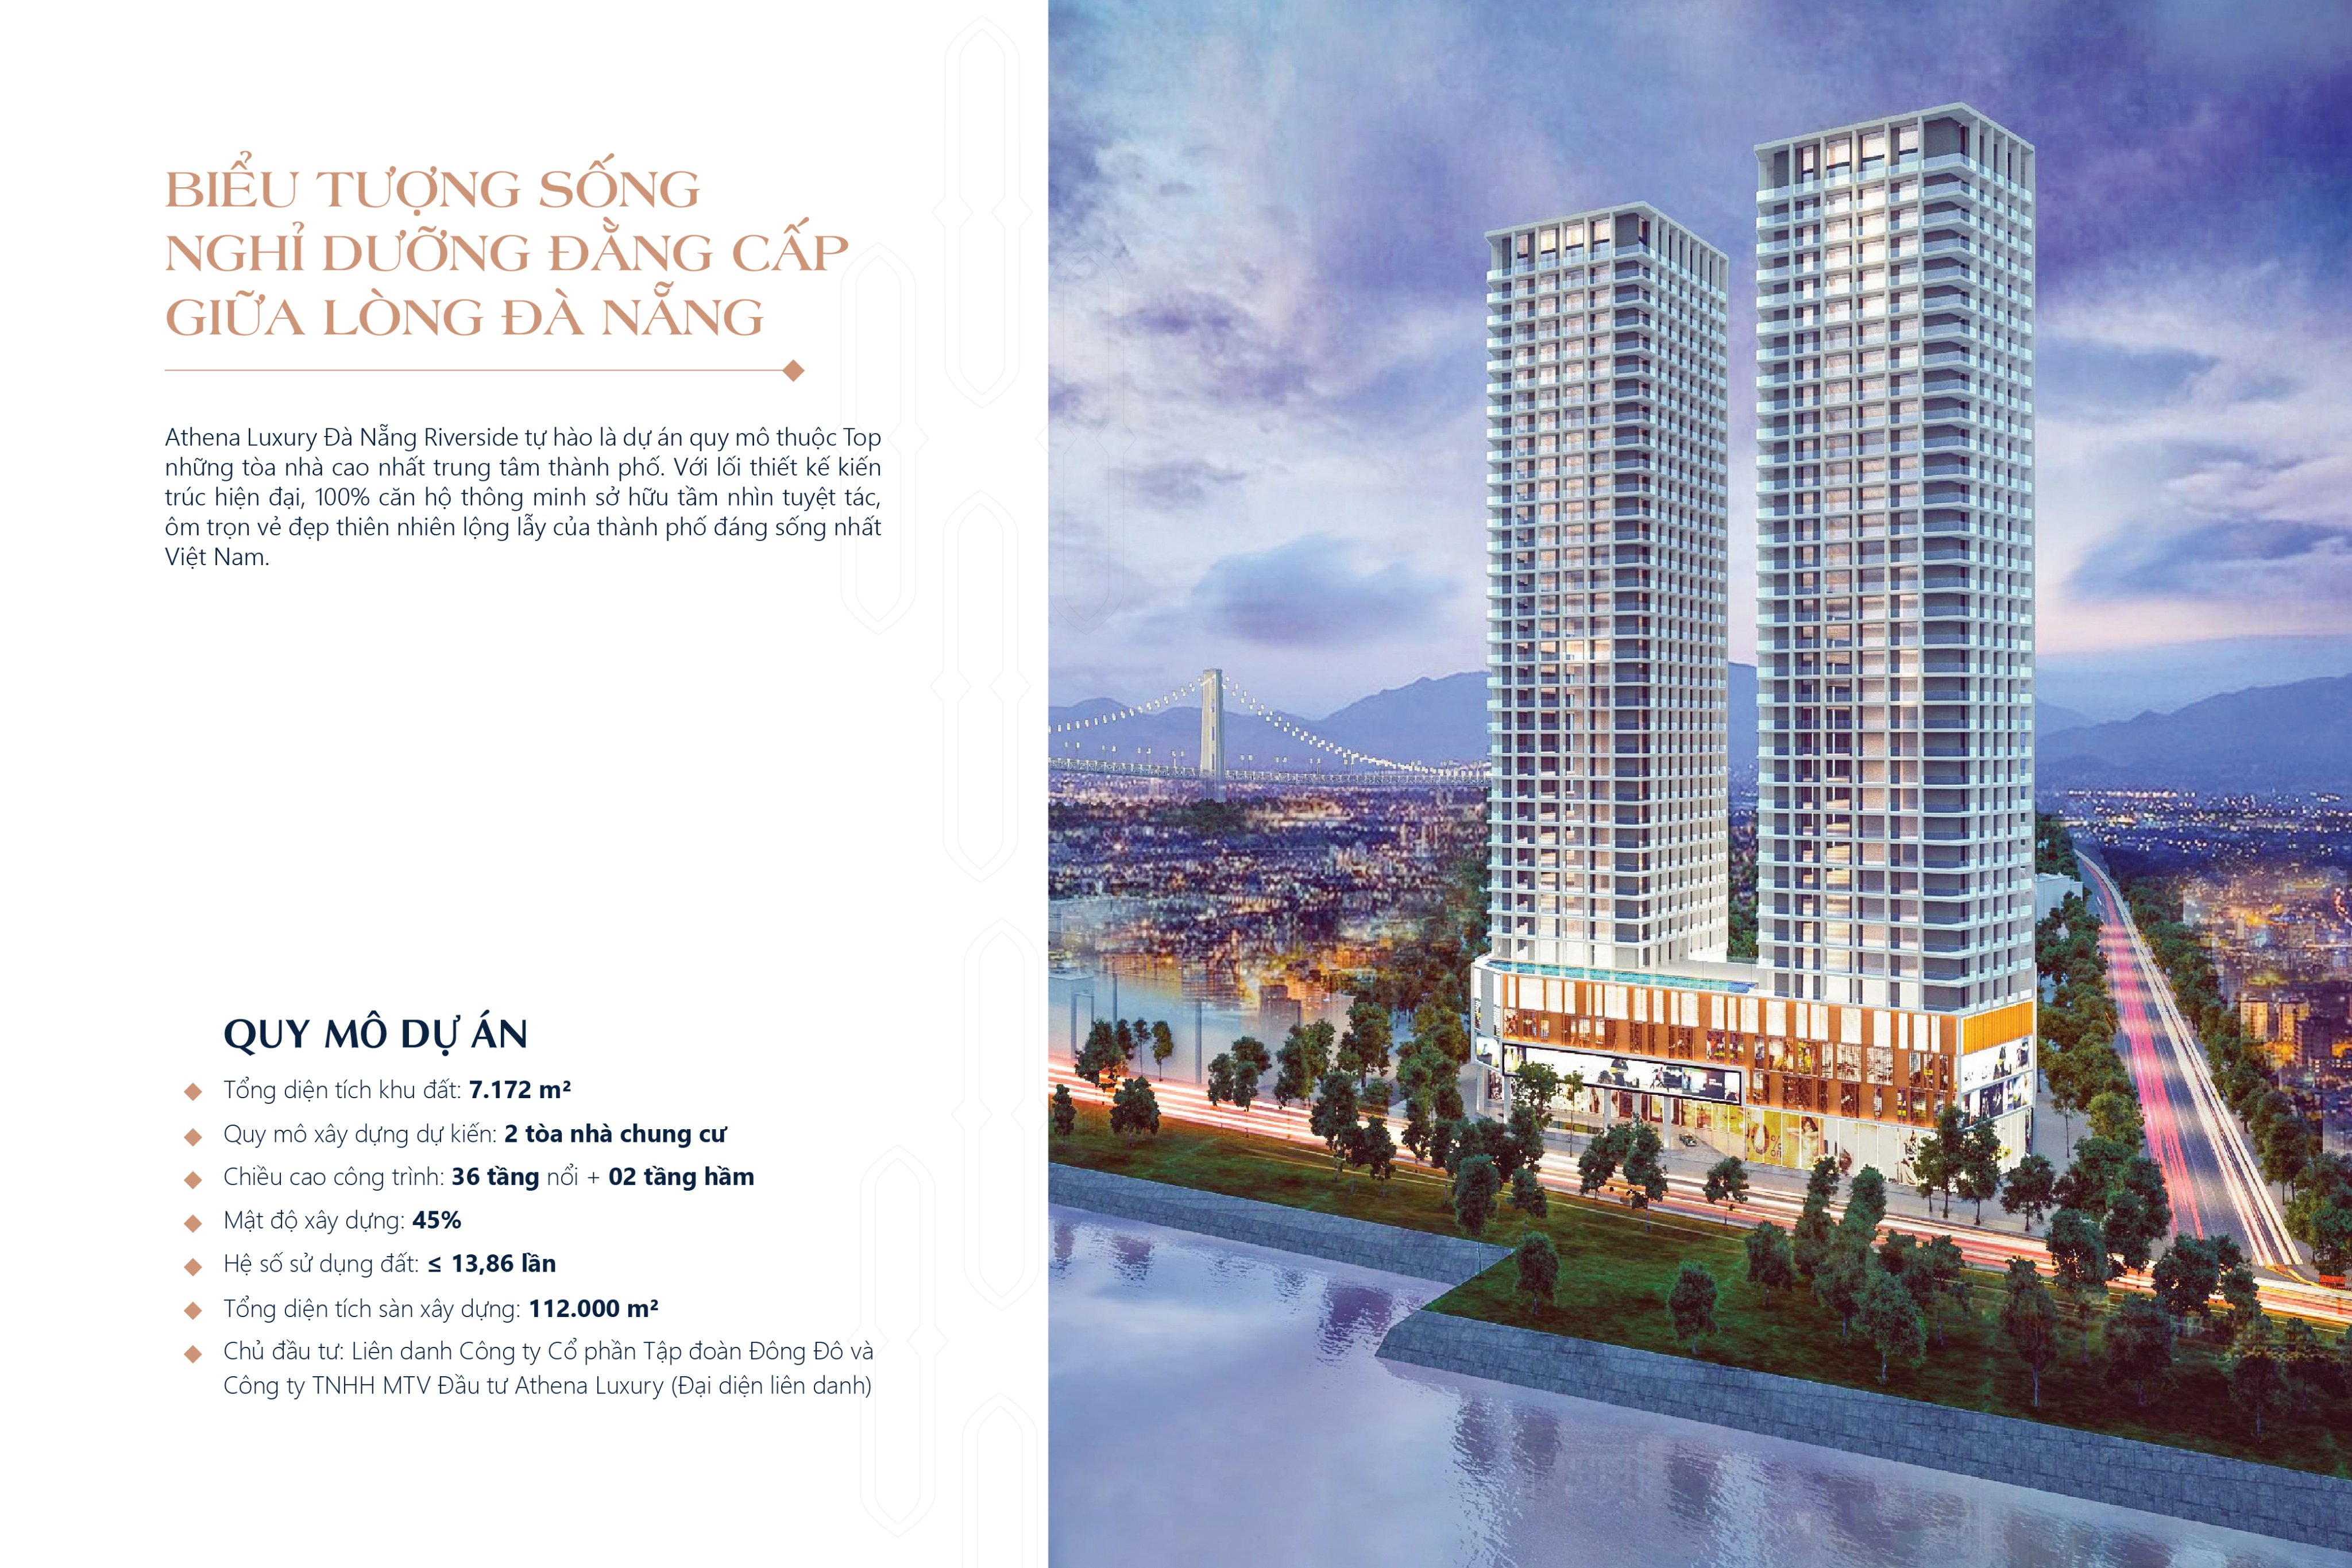 BIỂU TƯỢNG SỐNG
NGHỈ DƯỠNG ĐẲNG CẤP
GIỮA LÒNG ĐÀ NẴNG
Athena Luxury Đà Nẵng Riverside tự hào là dự án quy mô thuộc Top
những tòa nhà cao nhất trung tâm thành phố. Với lối thiết kế kiến
trúc hiện đại, 100% căn hộ thông minh sở hữu tầm nhìn tuyệt tác,
ôm trọn vẻ đẹp thiên nhiên lộng lẫy của thành phố đáng sống nhất
Việt Nam.
QUY MÔ DỰ ÁN
Tổng diện tích khu đất: 7.172 m²
Quy mô xây dựng dự kiến: 2 tòa nhà chung cư
Chiều cao công trình: 36 tầng nổi + 02 tầng hầm
Mật độ xây dựng: 45%
Hệ số sử dụng đất: ≤ 13,86 lần
Tổng diện tích sàn xây dựng: 112.000 m²
Chủ đầu tư: Liên danh Công ty Cổ phần Tập đoàn Đông Đô và
Công ty TNHH MTV Đầu tư Athena Luxury (Đại diện liên danh)